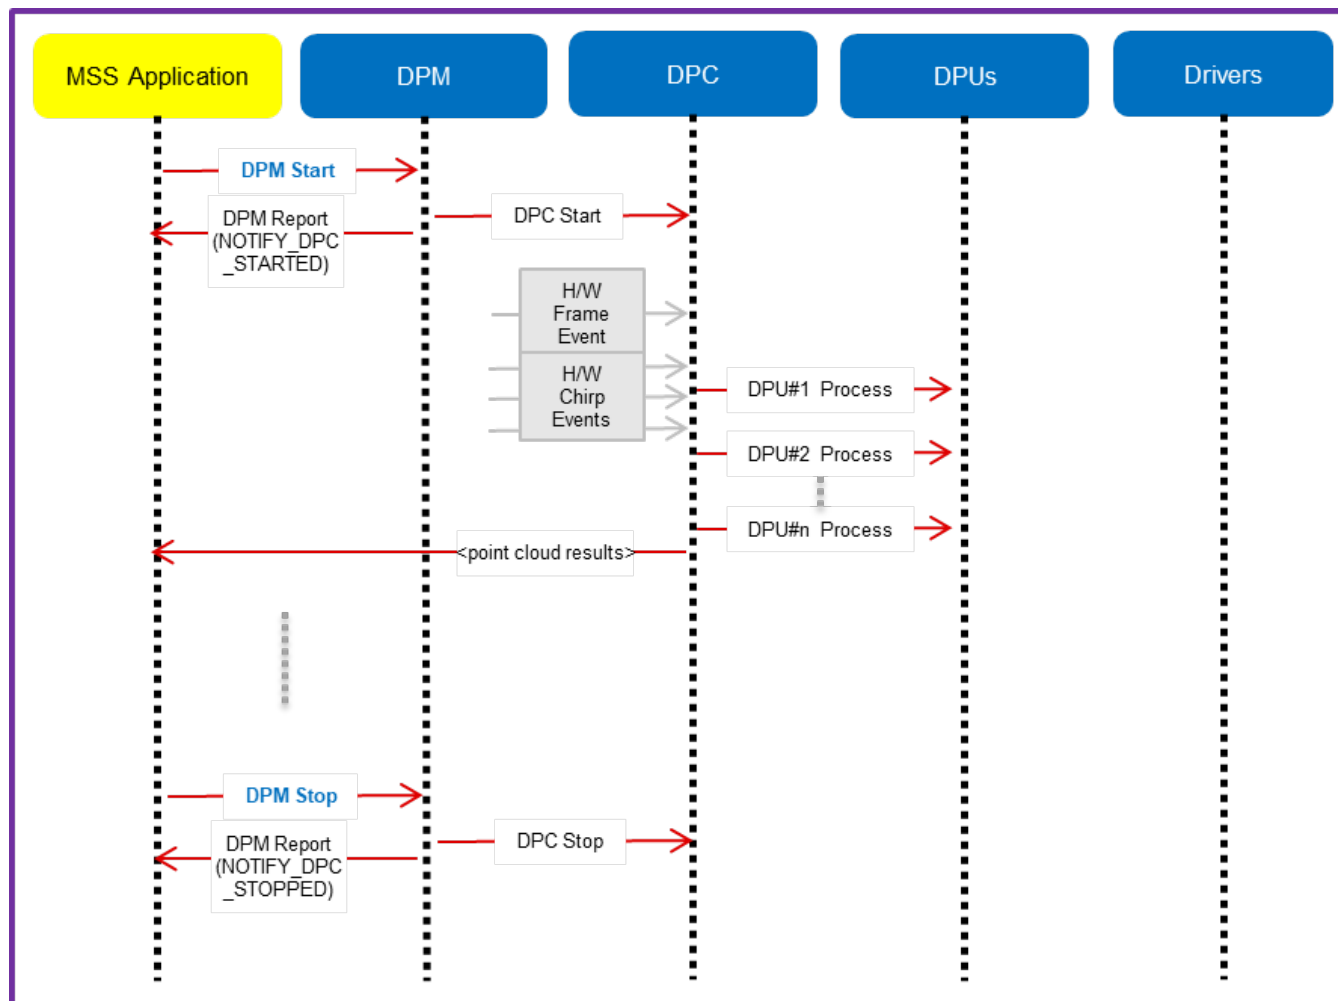 MSS Application
DPM
DPC
DPUs
Drivers
DPM Start
DPM Report
(NOTIFY_DPC
_STARTED)
DPC Start
H/W
Frame
Event
H/W
Chirp
Events
DPU#1 Process
DPU#2 Process
DPU#n Process
<point cloud results>
DPM Stop
DPM Report
(NOTIFY_DPC
_STOPPED)
DPC Stop